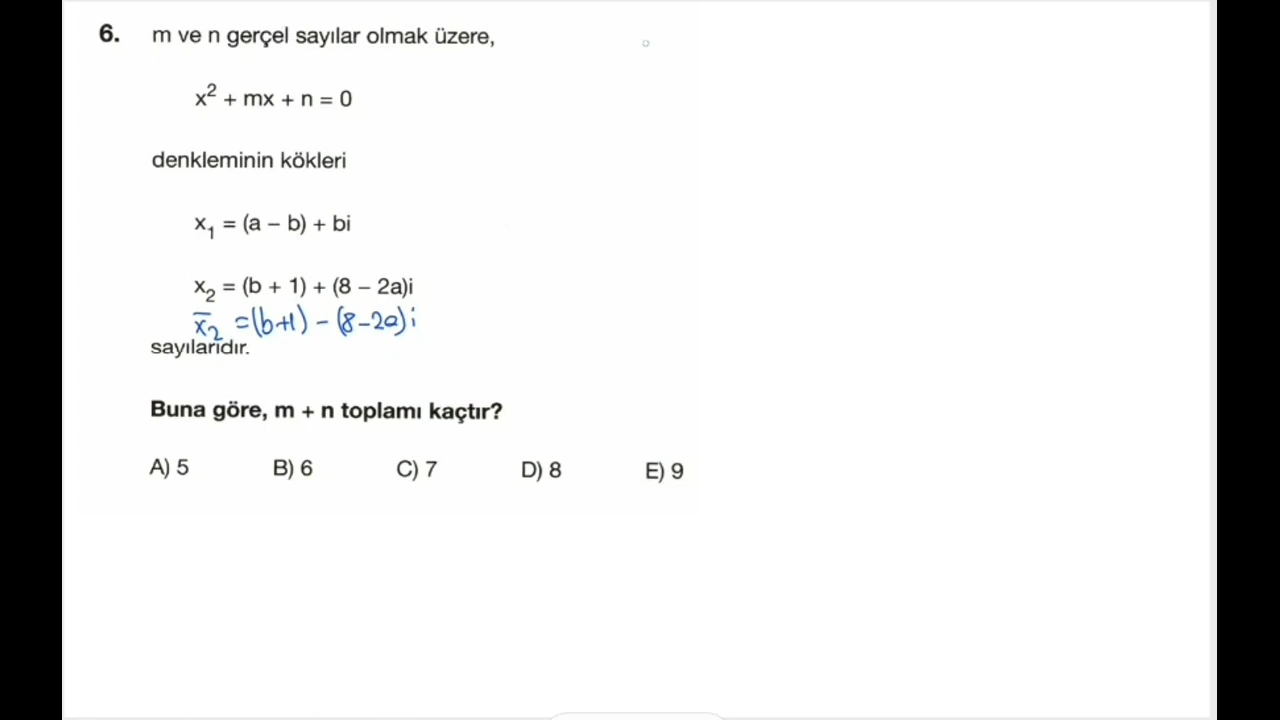 6. m ve n gerçel sayılar olmak üzere,
x² + mx + n = 0
denkleminin kökleri
x₁ = (a – b) + bi
x₂ = (b + 1) + (8 – 2a)i
x̅₂ = (b+1) – (8–2a)i
sayılarıdır.
Buna göre, m + n toplamı kaçtır?
A) 5 B) 6 C) 7 D) 8 E) 9